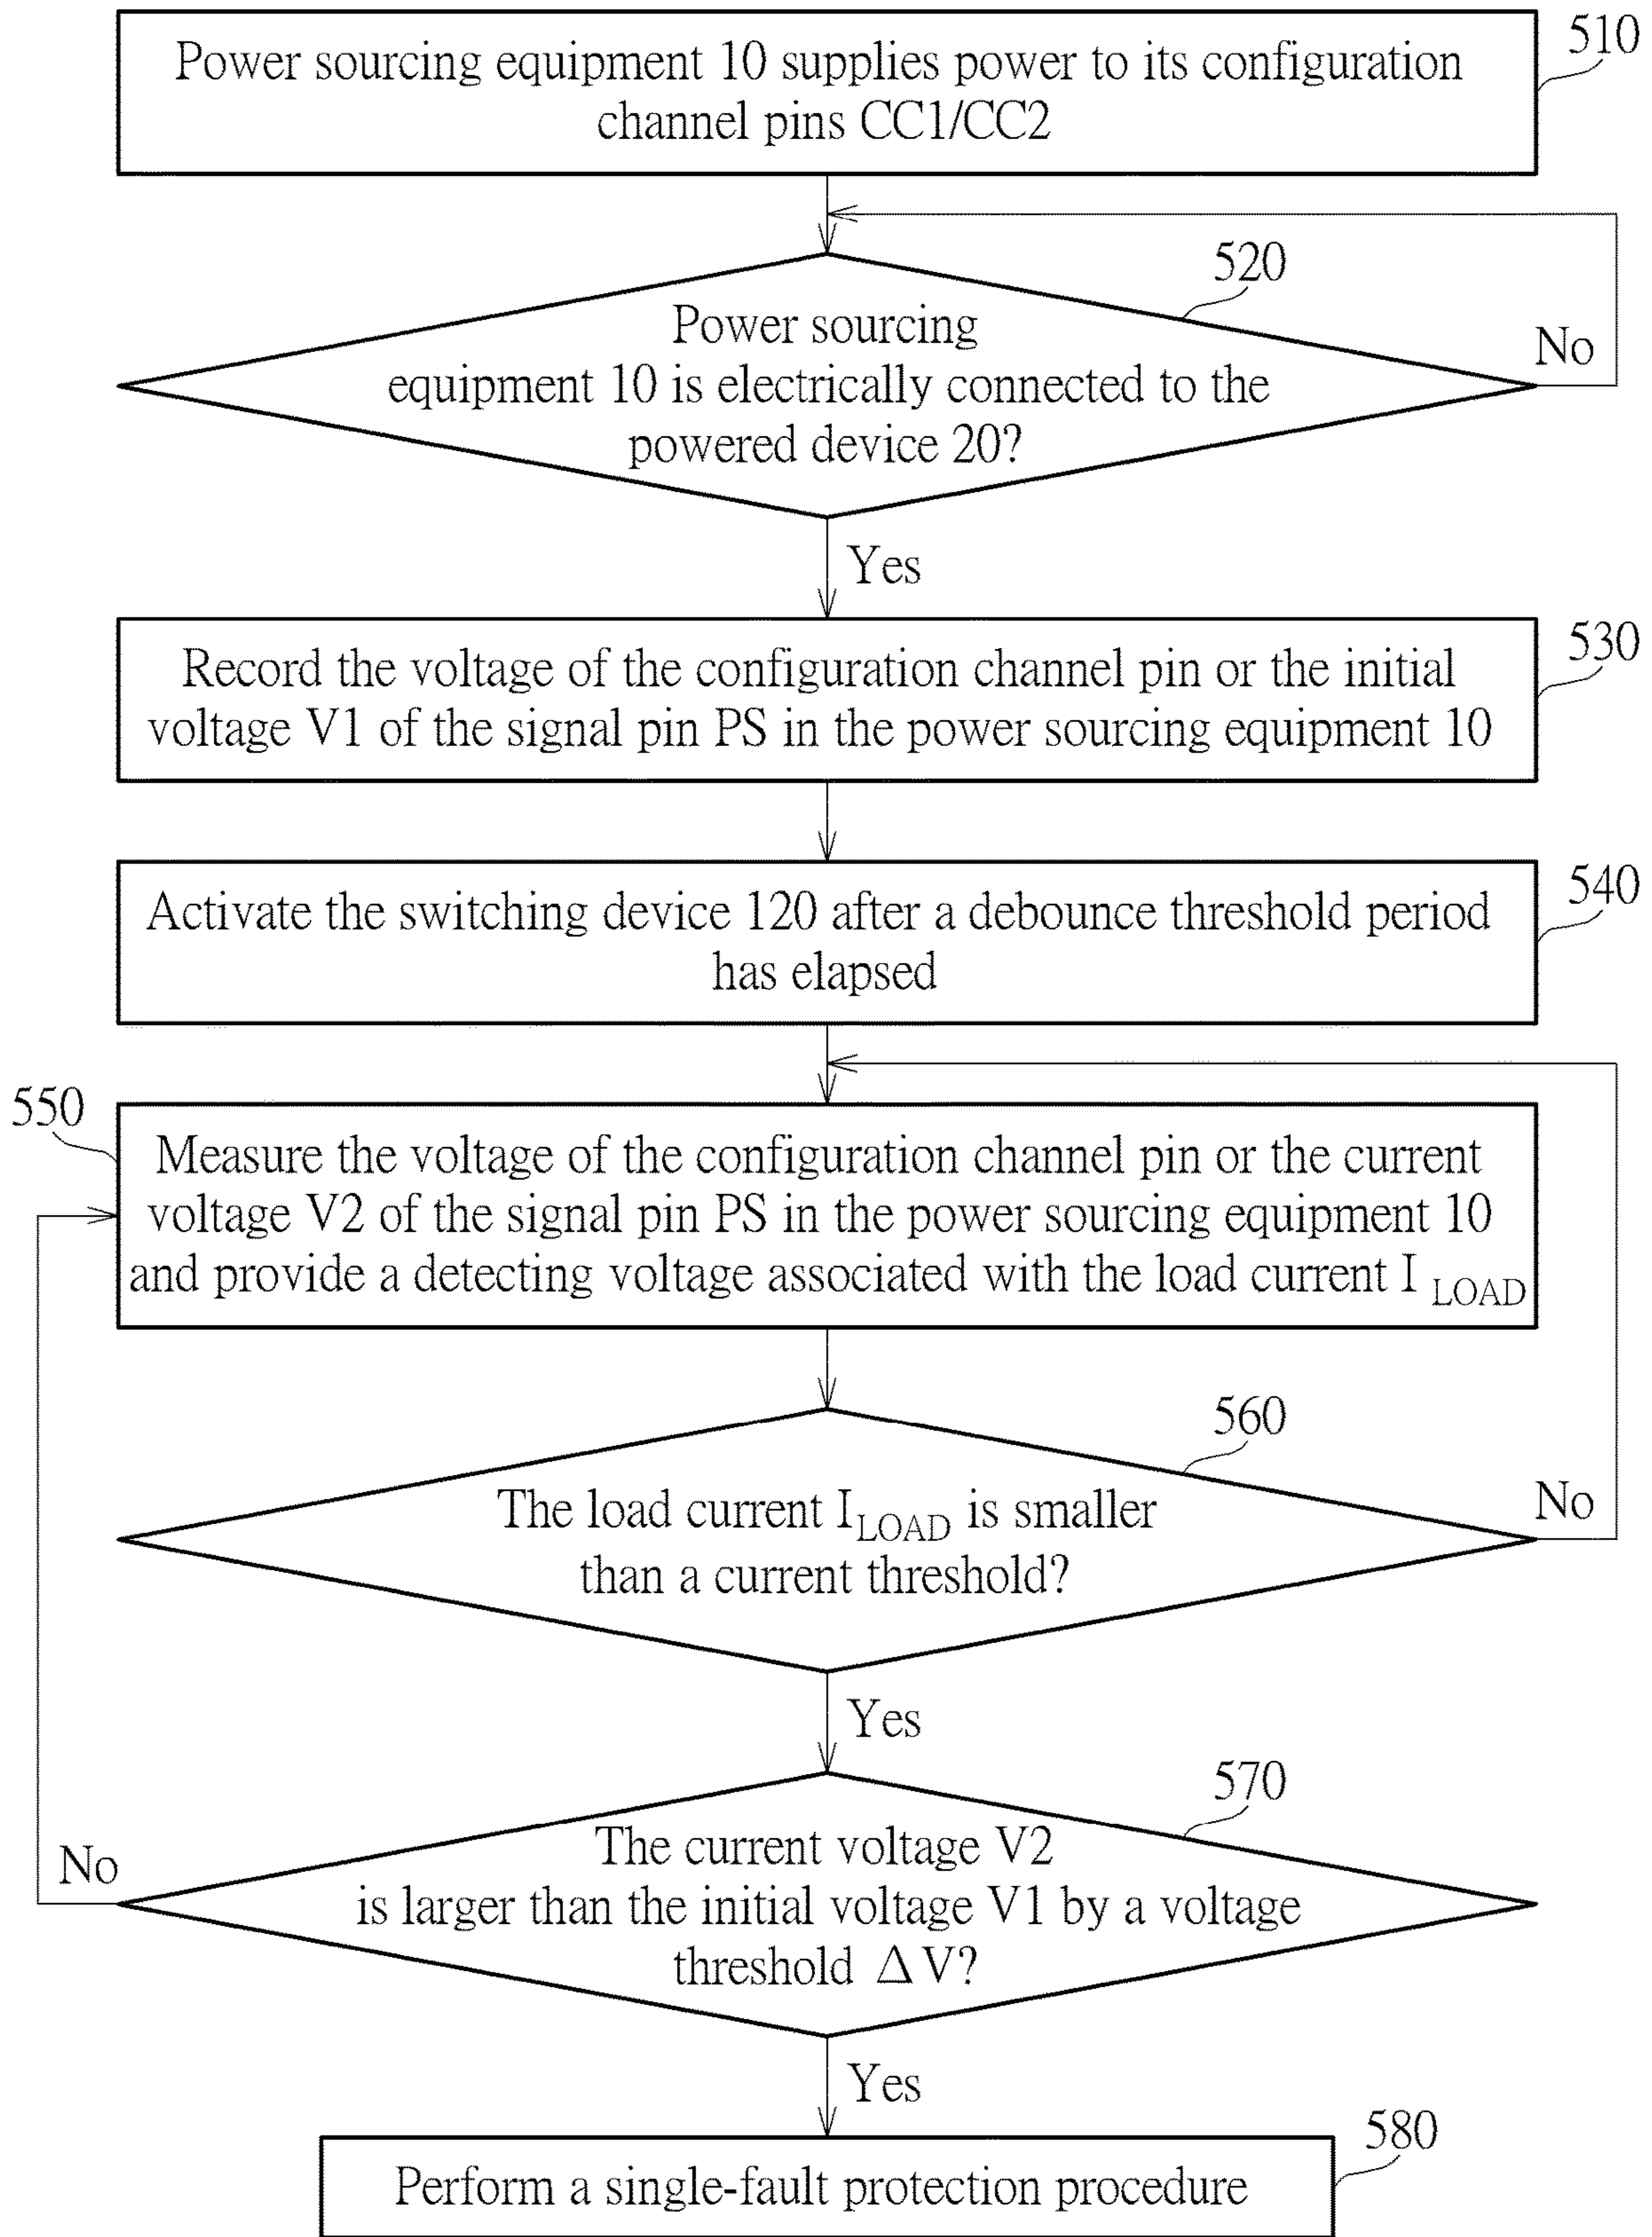 Power sourcing equipment 10 supplies power to its configuration
channel pins CC1/CC2
510
520
Power sourcing
equipment 10 is electrically connected to the
powered device 20?
No
Yes
530
Record the voltage of the configuration channel pin or the initial
voltage V1 of the signal pin PS in the power sourcing equipment 10
540
Activate the switching device 120 after a debounce threshold period
has elapsed
550
Measure the voltage of the configuration channel pin or the current
voltage V2 of the signal pin PS in the power sourcing equipment 10
and provide a detecting voltage associated with the load current I LOAD
560
The load current ILOAD is smaller
than a current threshold?
No
Yes
570
The current voltage V2
is larger than the initial voltage V1 by a voltage
threshold ΔV?
No
Yes
580
Perform a single-fault protection procedure